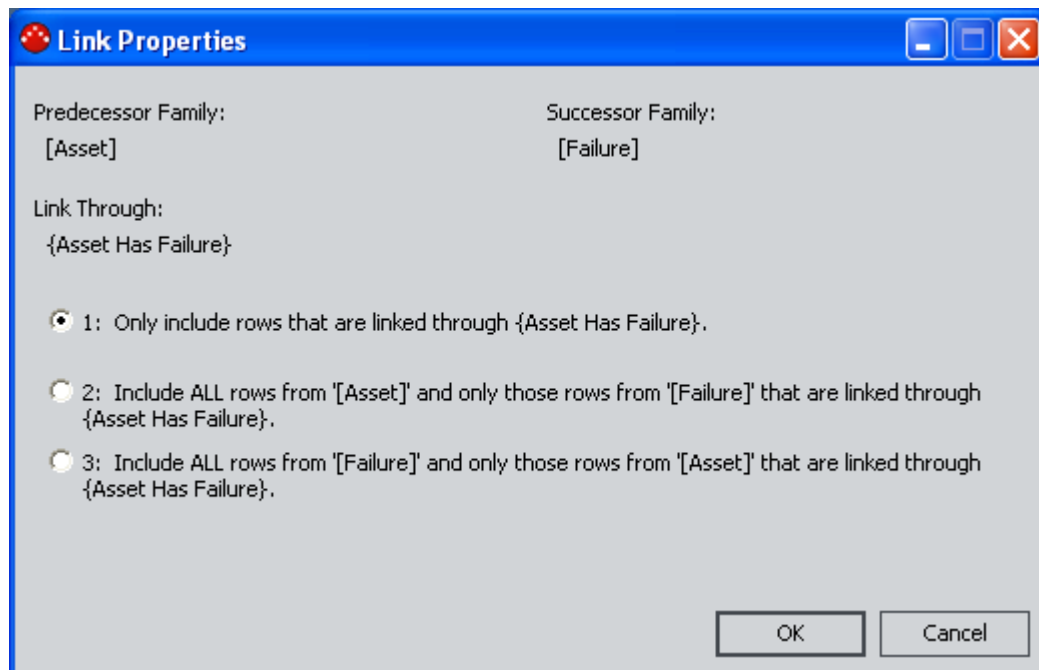 Link Properties
Predecessor Family:
Successor Family:
[Asset]
[Failure]
Link Through:
{Asset Has Failure}
1:  Only include rows that are linked through {Asset Has Failure}.
2:  Include ALL rows from '[Asset]' and only those rows from '[Failure]' that are linked through
{Asset Has Failure}.
3:  Include ALL rows from '[Failure]' and only those rows from '[Asset]' that are linked through
{Asset Has Failure}.
OK
Cancel